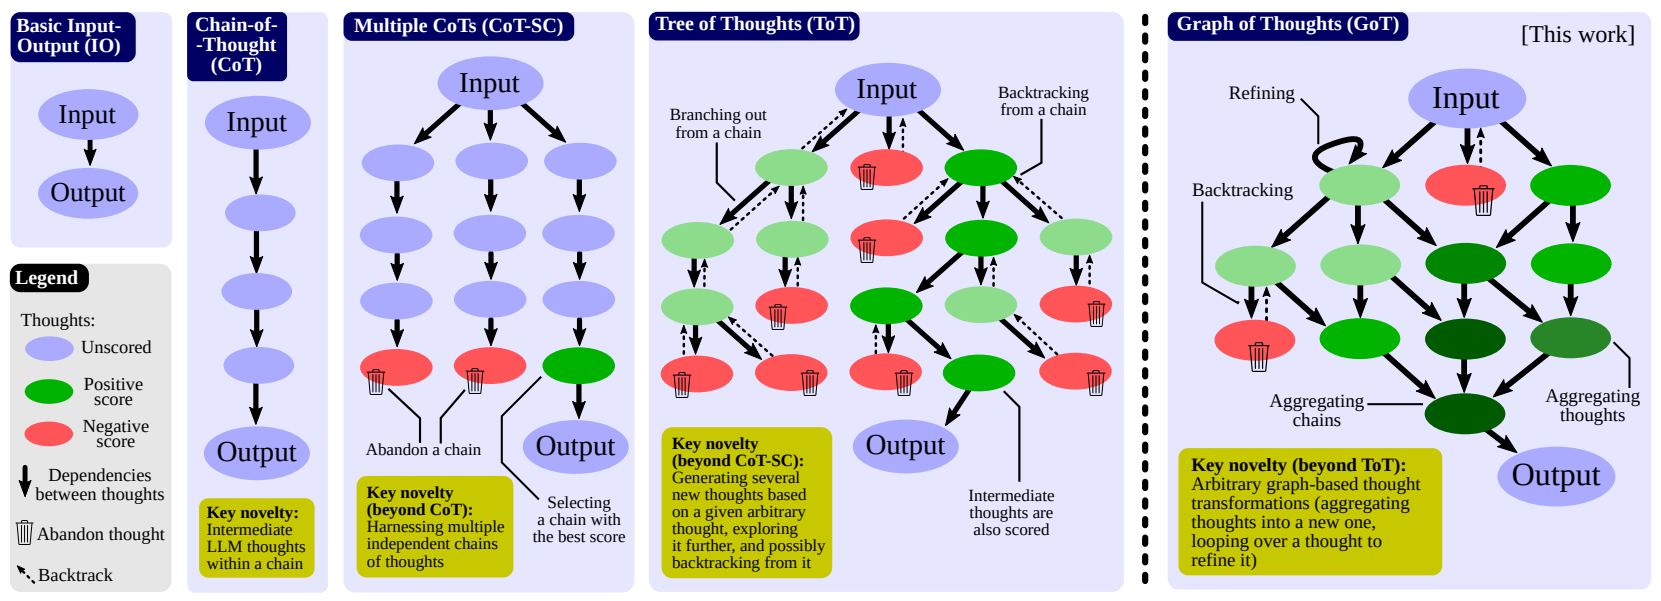 Basic Input-
Output (IO)
Input
Output
Legend
Thoughts:
Unscored
Positive
score
Negative
score
Dependencies
between thoughts
Abandon thought
Backtrack
Chain-of-
-Thought
(CoT)
Input
Output
Key novelty:
Intermediate
LLM thoughts
within a chain
Multiple CoTs (CoT-SC)
Input
Abandon a chain
Output
Key novelty
(beyond CoT):
Harnessing multiple
independent chains
of thoughts
Selecting
a chain with
the best score
Tree of Thoughts (ToT)
Input
Branching out
from a chain
Backtracking
from a chain
Output
Key novelty
(beyond CoT-SC):
Generating several
new thoughts based
on a given arbitrary
thought, exploring
it further, and possibly
backtracking from it
Intermediate
thoughts are
also scored
Graph of Thoughts (GoT)
[This work]
Refining
Input
Backtracking
Aggregating
chains
Aggregating
thoughts
Output
Key novelty (beyond ToT):
Arbitrary graph-based thought
transformations (aggregating
thoughts into a new one,
looping over a thought to
refine it)